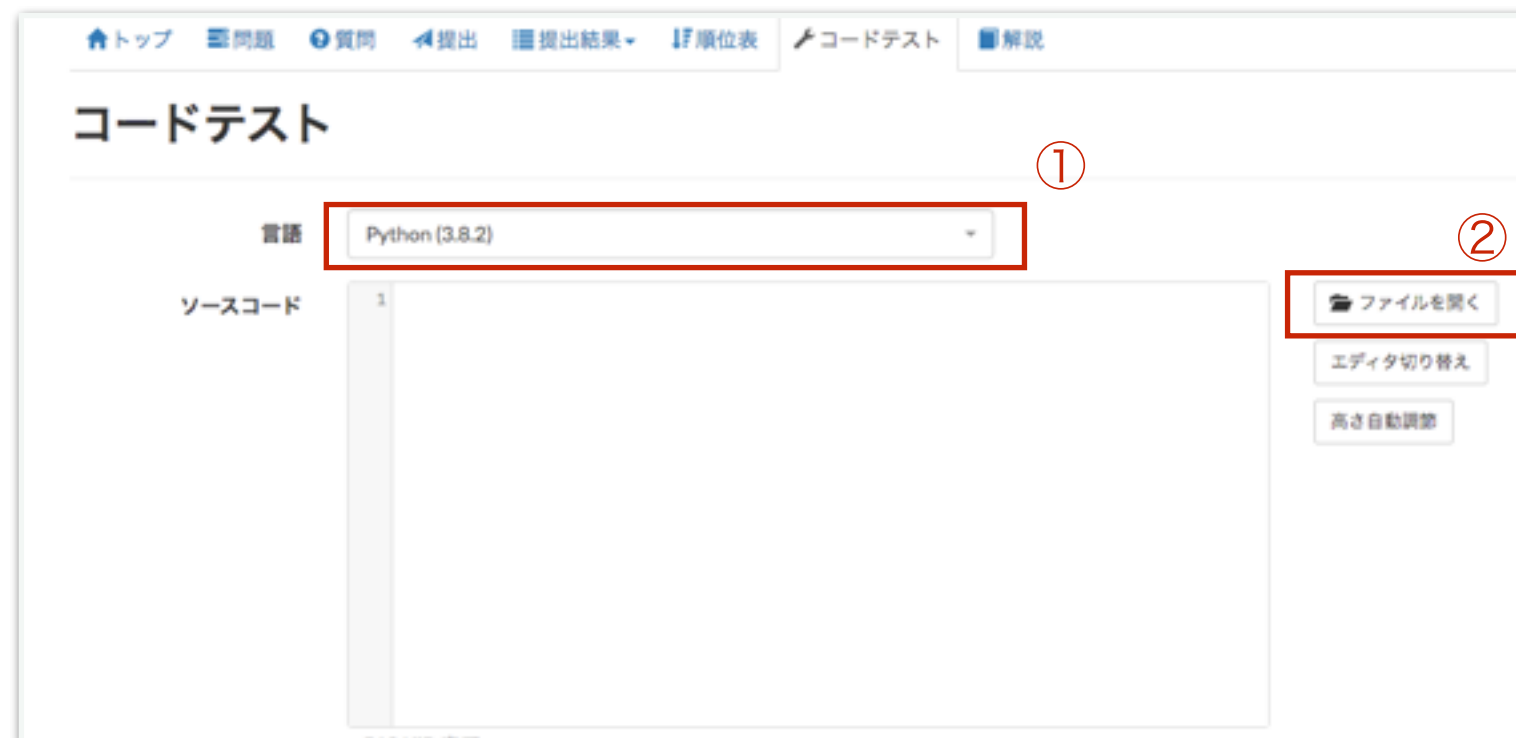 トップ 問題 質問 提出 提出結果 順位表 コードテスト 解説
コードテスト
①
言語 Python (3.8.2)
②
ソースコード 1 ファイルを開く
エディタ切り替え
高さ自動調節